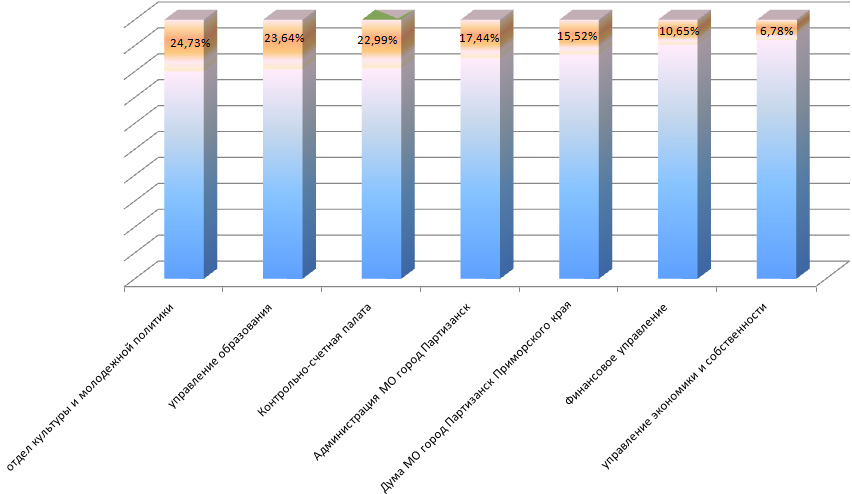 24,73%
23,64%
22,99%
17,44%
15,52%
10,65%
6,78%
отдел культуры и молодежной политики
управление образования
Контрольно-счетная палата
Администрация МО город Партизанск
Дума МО город Партизанск Приморского края
Финансовое управление
управление экономики и собственности